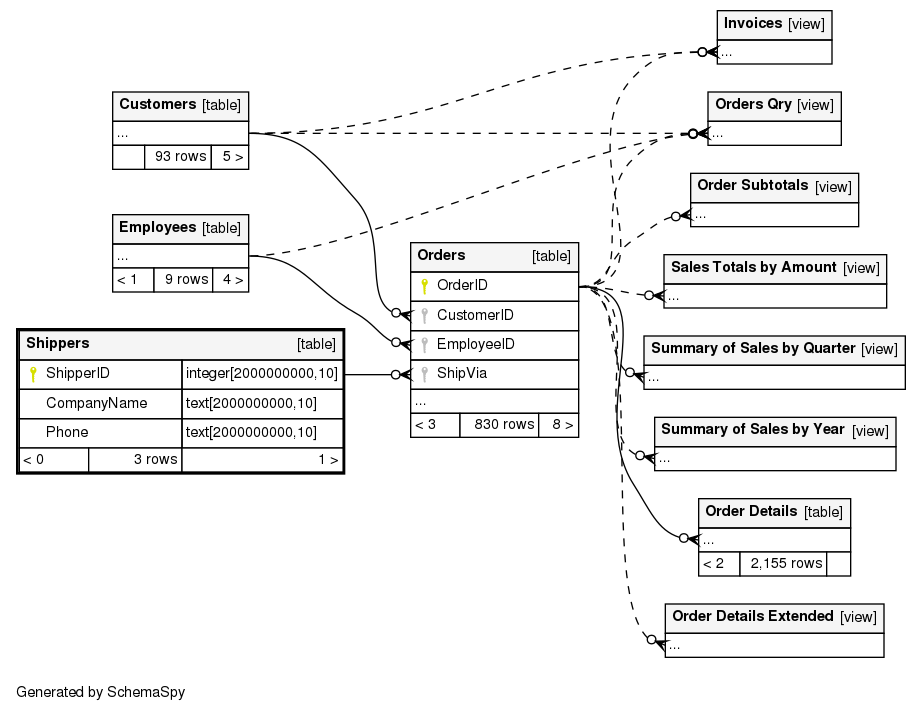 Invoices [view]
...
Customers [table]
...
93 rows 5 >
Orders Qry [view]
...
Order Subtotals [view]
...
Employees [table]
...
< 1 9 rows 4 >
Orders [table]
OrderID
CustomerID
EmployeeID
ShipVia
...
< 3 830 rows 8 >
Sales Totals by Amount [view]
...
Shippers [table]
ShipperID integer[2000000000,10]
CompanyName text[2000000000,10]
Phone text[2000000000,10]
< 0 3 rows 1 >
Summary of Sales by Quarter [view]
...
Summary of Sales by Year [view]
...
Order Details [table]
...
< 2 2,155 rows
Order Details Extended [view]
...
Generated by SchemaSpy